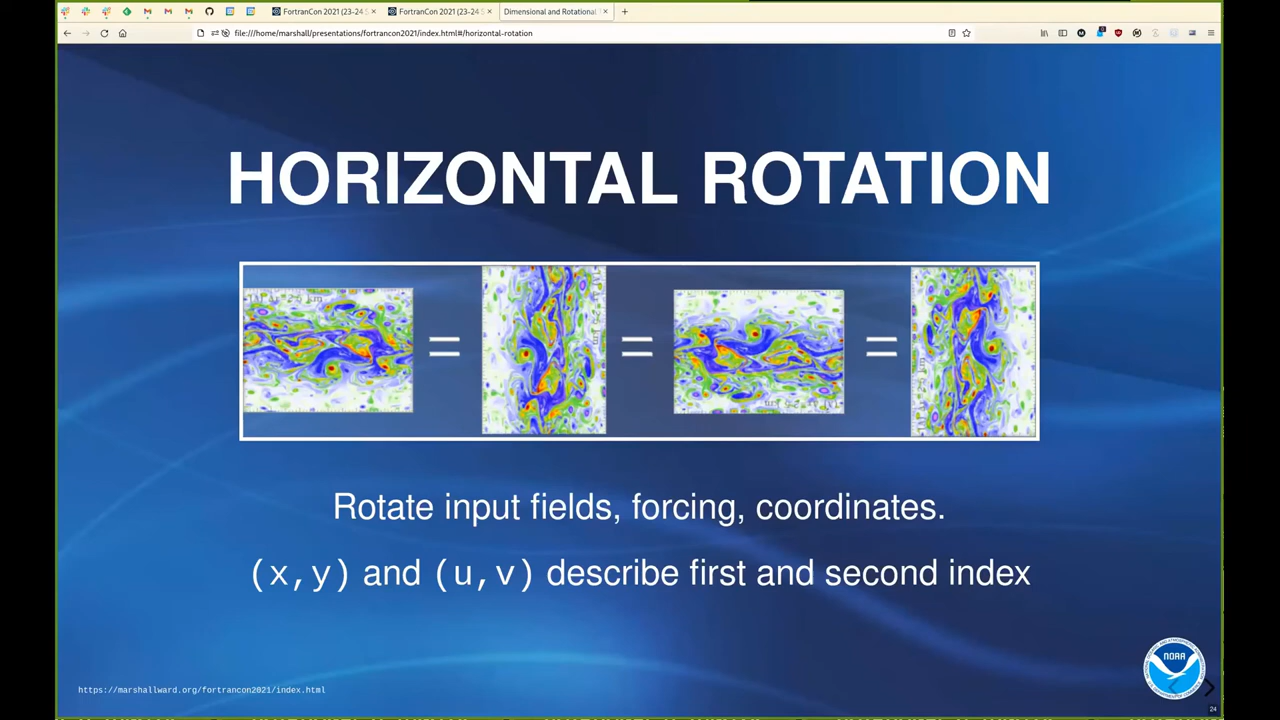 FortranCon 2021 (23-24 S
FortranCon 2021 (23-24 S
Dimensional and Rotational
file:///home/marshall/presentations/fortrancon2021/index.html#/horizontal-rotation
HORIZONTAL ROTATION
= = =
Rotate input fields, forcing, coordinates.
(x,y) and (u,v) describe first and second index
NOAA
https://marshallward.org/fortrancon2021/index.html
24